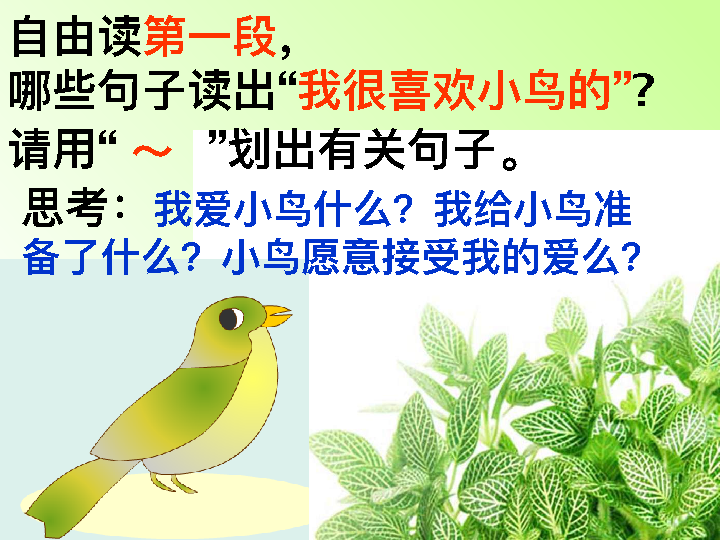 自由读第一段，
哪些句子读出“我很喜欢小鸟的”？
请用“ ～ ”划出有关句子。
思考：我爱小鸟什么？我给小鸟准
备了什么？小鸟愿意接受我的爱么？